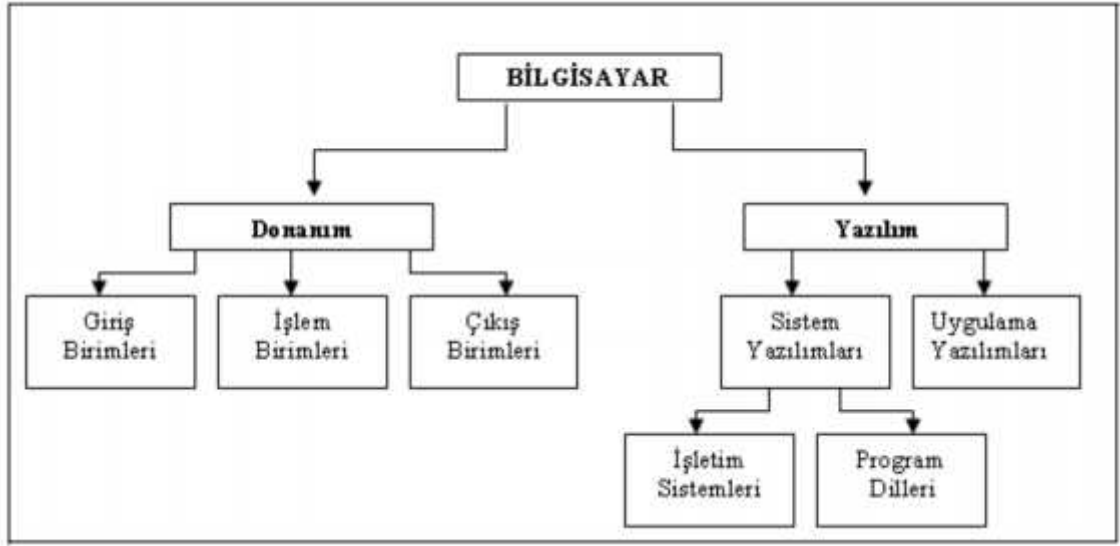 BİLGİSAYAR
Donanım
Yazılım
Giriş
Birimleri
İşlem
Birimleri
Çıkış
Birimleri
Sistem
Yazılımları
Uygulama
Yazılımları
İşletim
Sistemleri
Program
Dilleri